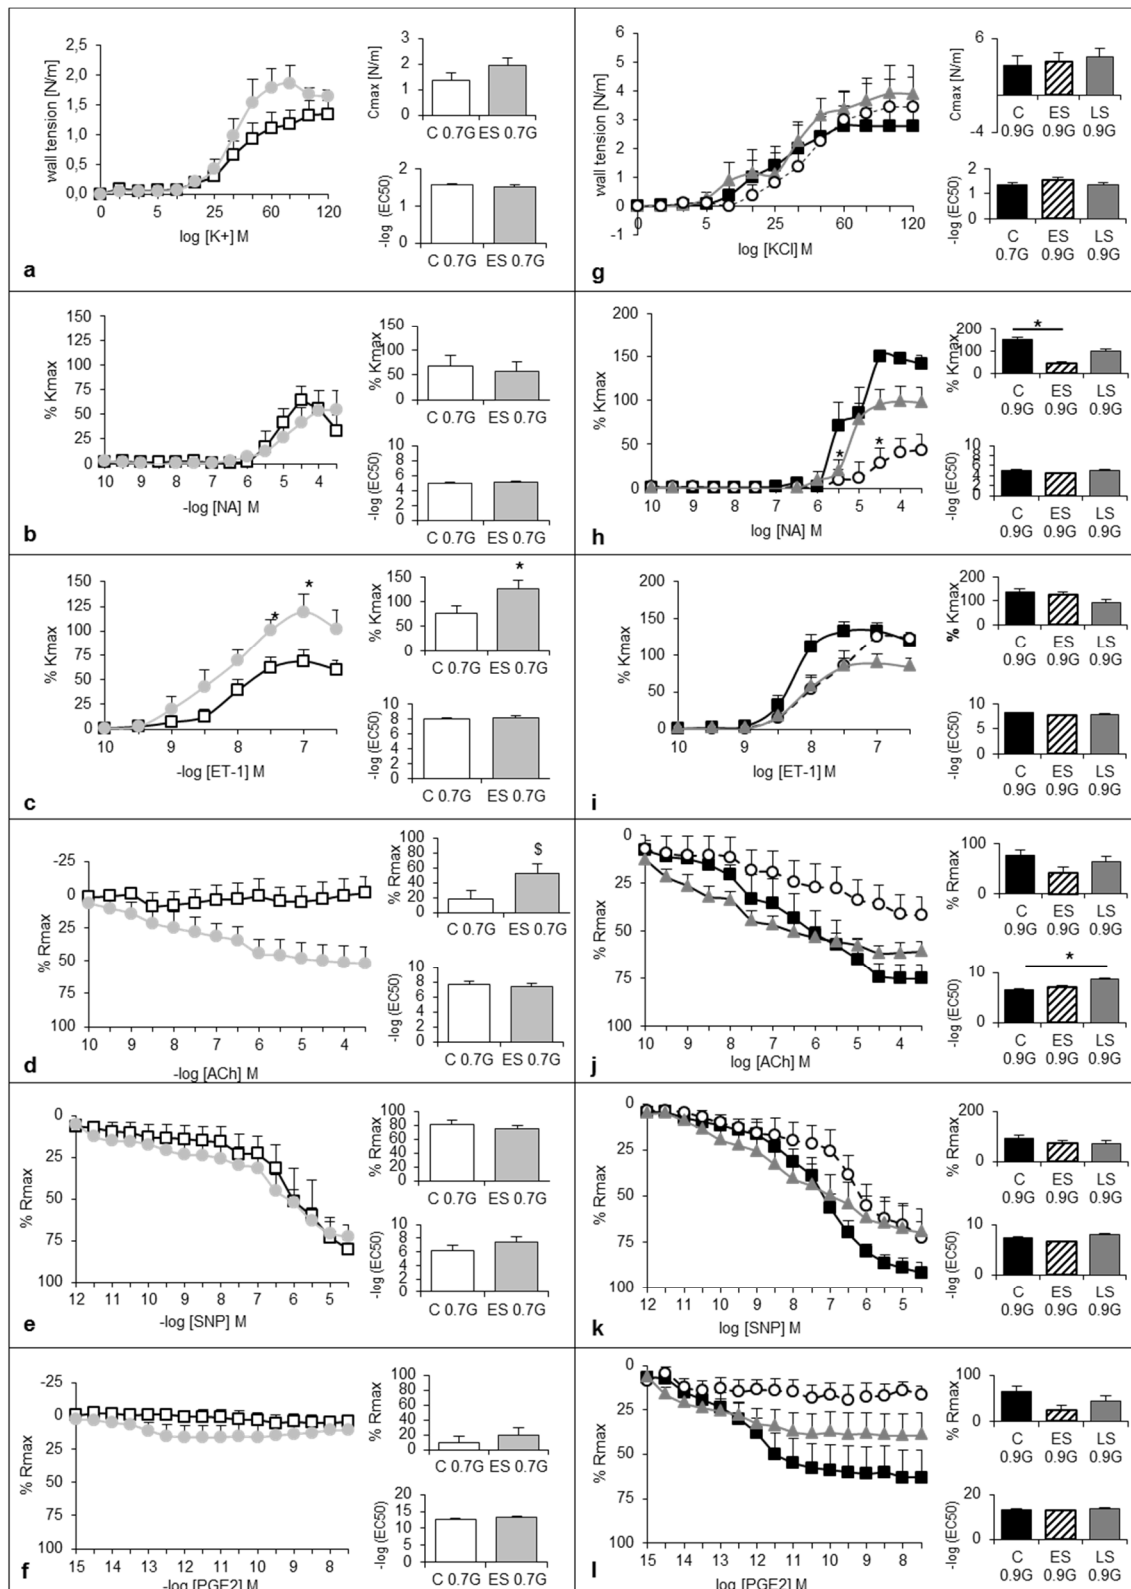 wall tension [N/m]
2,5
2,0
1,5
1,0
0,5
0,0
0 5 25 60 120
log [K+] M
a
Cmax [N/m]
3
2
1
0
C 0.7G ES 0.7G
-log (EC50)
2
1
0
C 0.7G ES 0.7G
wall tension [N/m]
6
5
4
3
2
1
0
-1
0 5 25 60 120
log [KCl] M
g
Cmax [N/m]
6
-4
C ES LS
0.9G 0.9G 0.9G
-log (EC50)
2
1
0
C ES LS
0.7G 0.9G 0.9G
% Kmax
150
125
100
75
50
25
0
10 9 8 7 6 5 4
-log [NA] M
b
% Kmax
150
100
50
0
C 0.7G ES 0.7G
-log (EC50)
10
8
6
4
2
0
C 0.7G ES 0.7G
% Kmax
200
150
100
50
0
* *
10 9 8 7 6 5 4
log [NA] M
h
% Kmax
200
100
0
*
C ES LS
0.9G 0.9G 0.9G
-log (EC50)
10
8
6
4
2
0
C ES LS
0.9G 0.9G 0.9G
% Kmax
150
125
100
75
50
25
0
* *
10 9 8 7
-log [ET-1] M
c
% Kmax
150
100
50
0
*
C 0.7G ES 0.7G
-log (EC50)
10
8
6
4
2
0
C 0.7G ES 0.7G
% Kmax
200
150
100
50
0
10 9 8 7
log [ET-1] M
i
% Kmax
200
100
0
C ES LS
0.9G 0.9G 0.9G
-log (EC50)
10
5
0
C ES LS
0.9G 0.9G 0.9G
% Rmax
-25
0
25
50
75
100
10 9 8 7 6 5 4
-log [ACh] M
d
% Rmax
100
80
60
40
20
0
$
C 0.7G ES 0.7G
-log (EC50)
10
8
6
4
2
0
C 0.7G ES 0.7G
% Rmax
0
25
50
75
100
10 9 8 7 6 5 4
log [ACh] M
j
% Rmax
100
0
C ES LS
0.9G 0.9G 0.9G
-log (EC50)
10
0
*
C ES LS
0.9G 0.9G 0.9G
% Rmax
0
25
50
75
100
12 11 10 9 8 7 6 5
-log [SNP] M
e
% Rmax
100
80
60
40
20
0
C 0.7G ES 0.7G
-log (EC50)
10
8
6
4
2
0
C 0.7G ES 0.7G
% Rmax
0
25
50
75
100
12 11 10 9 8 7 6 5
log [SNP] M
k
% Rmax
200
100
0
C ES LS
0.9G 0.9G 0.9G
-log (EC50)
10
5
0
C ES LS
0.9G 0.9G 0.9G
% Rmax
-25
0
25
50
75
100
15 14 13 12 11 10 9 8
-log [PGE2] M
f
% Rmax
100
80
60
40
20
0
C 0.7G ES 0.7G
-log (EC50)
20
15
10
5
0
C 0.7G ES 0.7G
% Rmax
0
25
50
75
100
15 14 13 12 11 10 9 8
log [PGE2] M
l
% Rmax
100
0
C ES LS
0.9G 0.9G 0.9G
-log (EC50)
20
10
0
C ES LS
0.9G 0.9G 0.9G